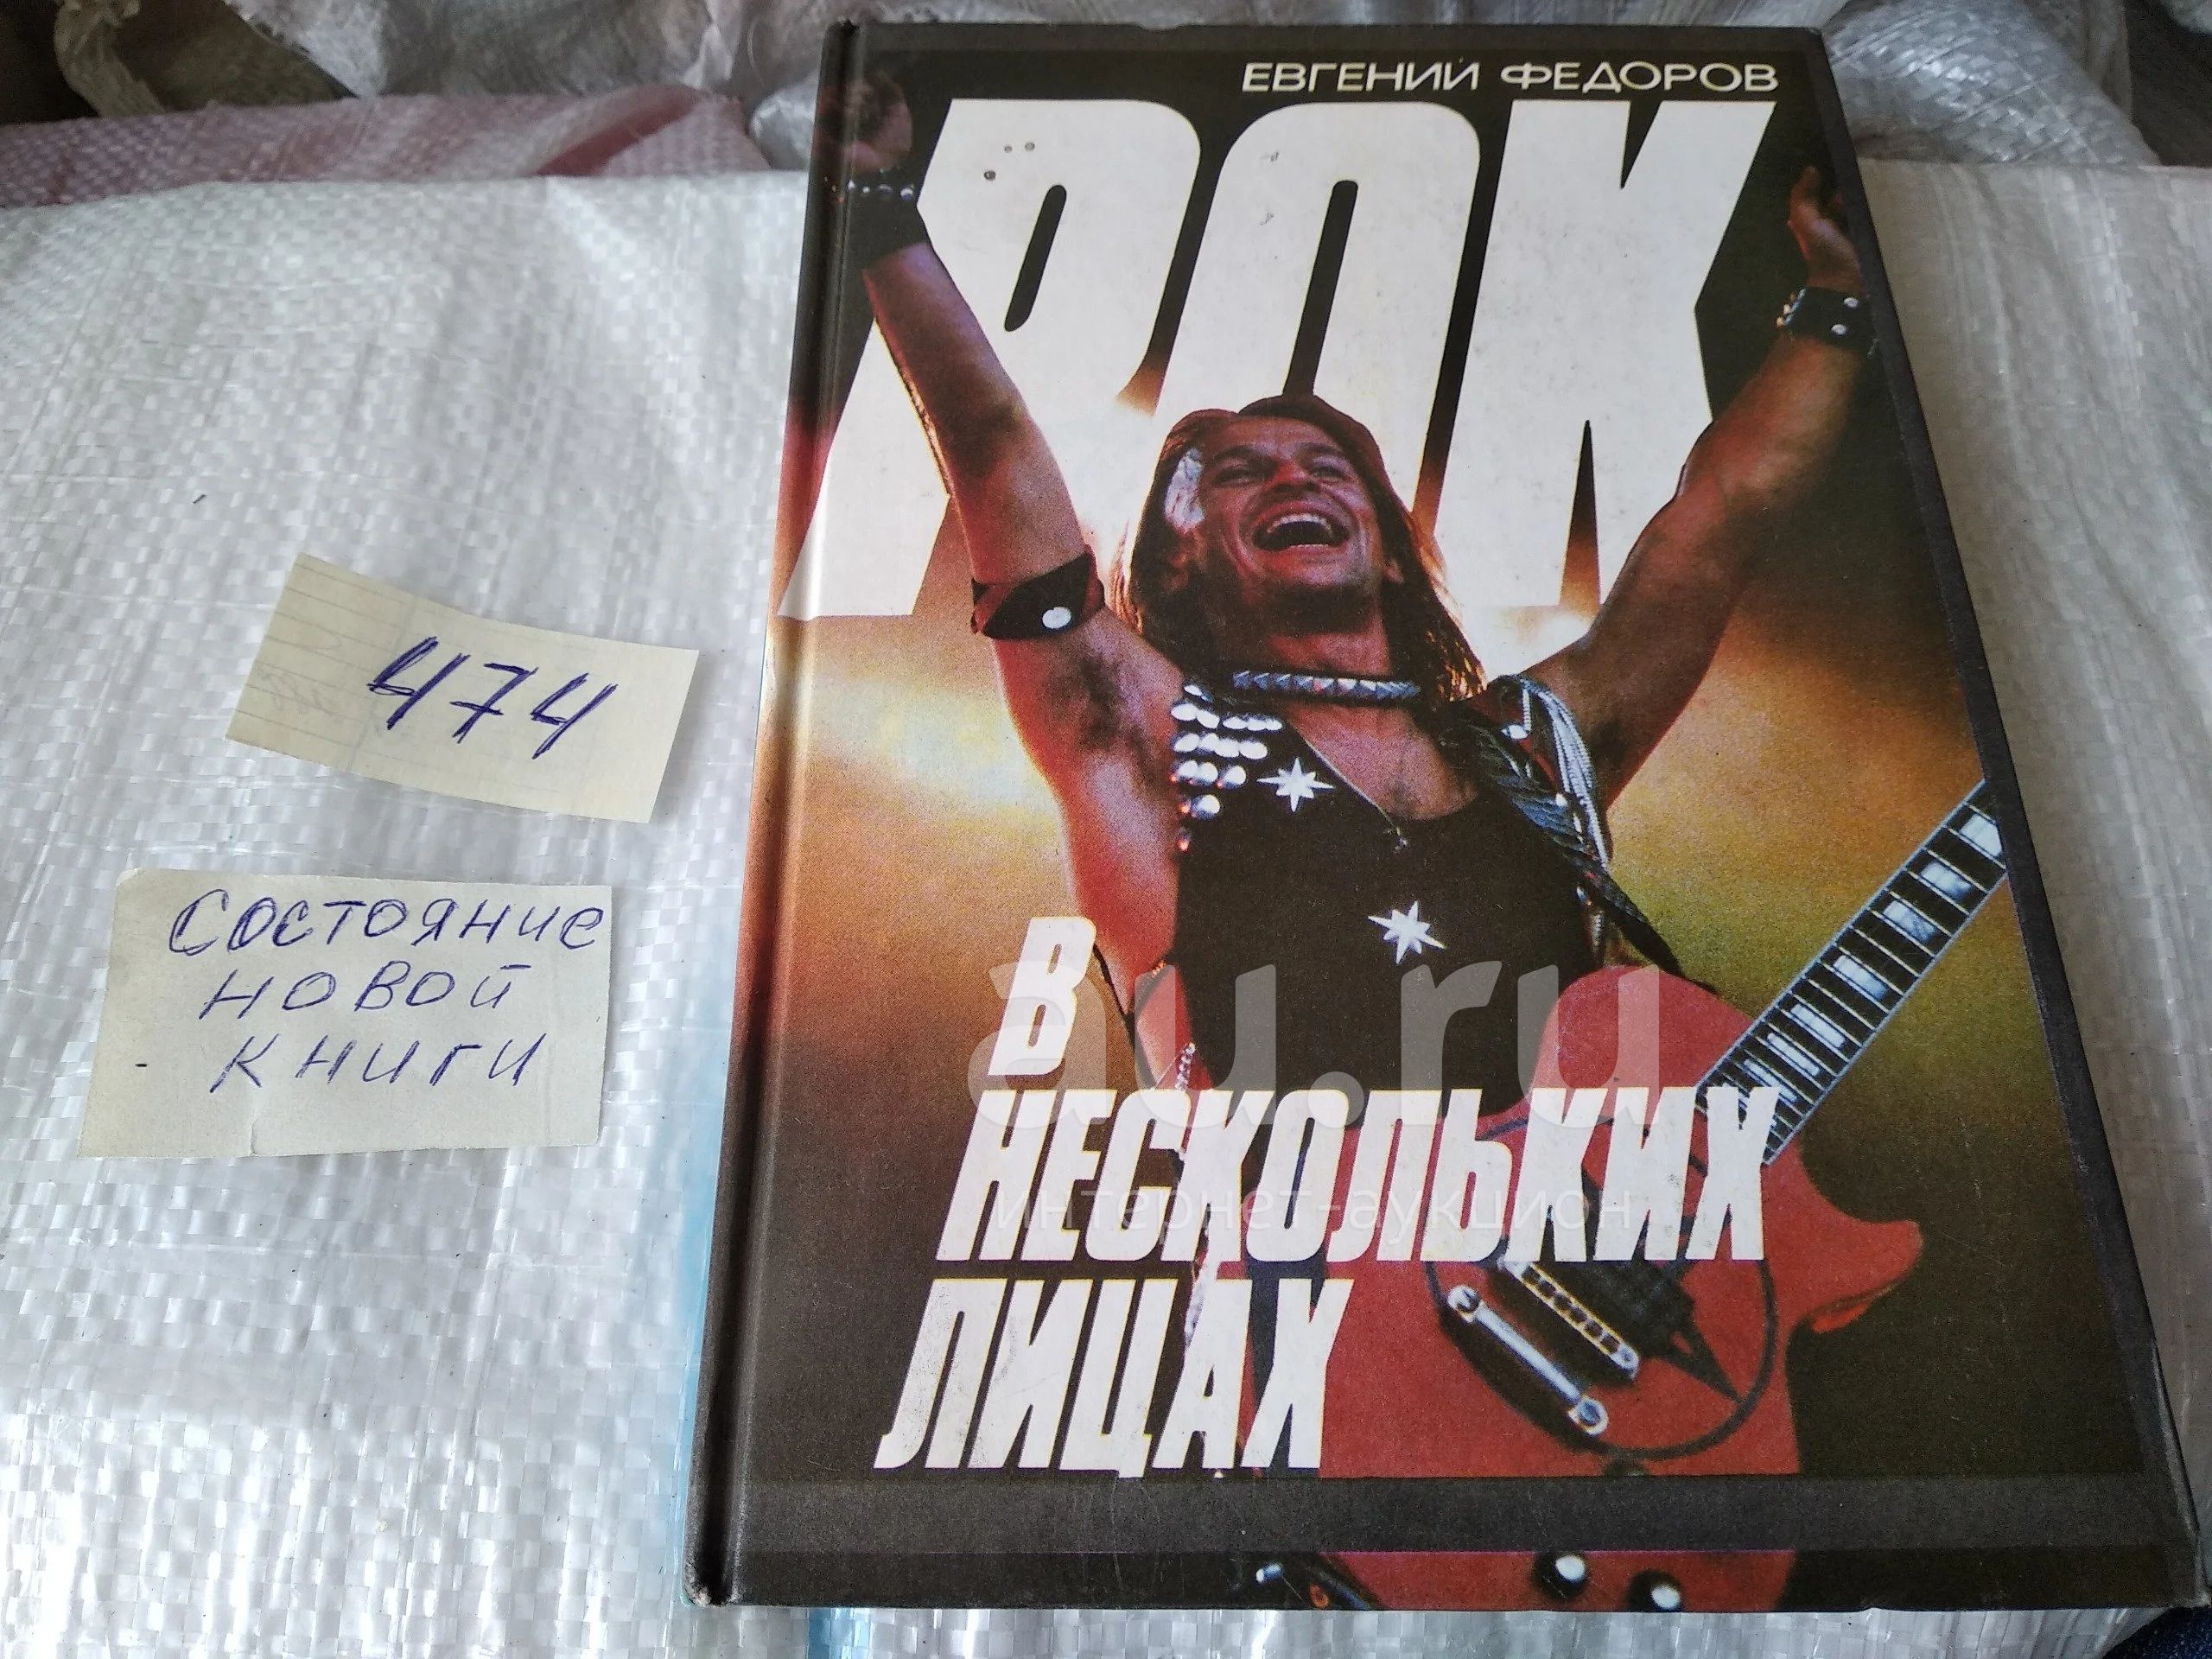 ЕВГЕНИЙ ФЕДОРОВ
РОК
В
НЕСКОЛЬКИХ
ЛИЦАХ
474
Состояние
новой
книги
au.ru
интернет-аукцион